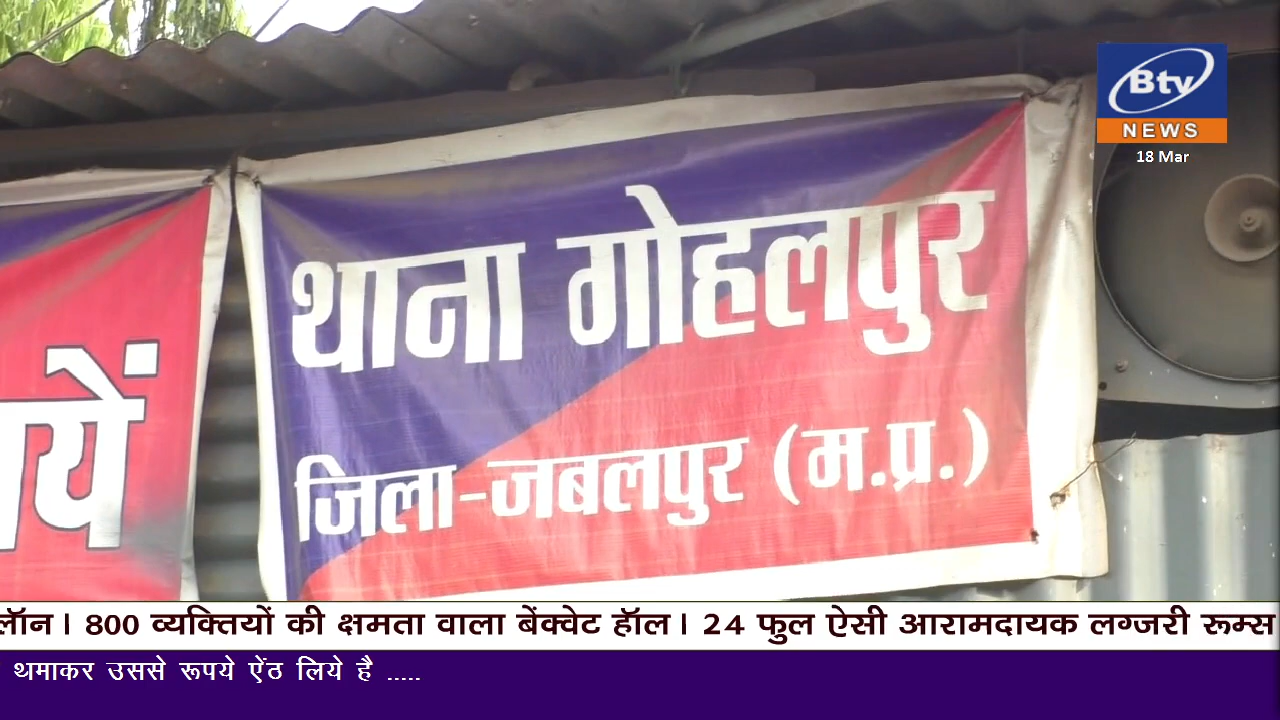 Btv
NEWS
18 Mar
थाना गोहलपुर
जिला-जबलपुर (म.प्र.)
यें
लॉन। 800 व्यक्तियों की क्षमता वाला बेंक्वेट हॉल। 24 फुल ऐसी आरामदायक लग्जरी रूम्स
थमाकर उससे रूपये ऐंठ लिये है .....